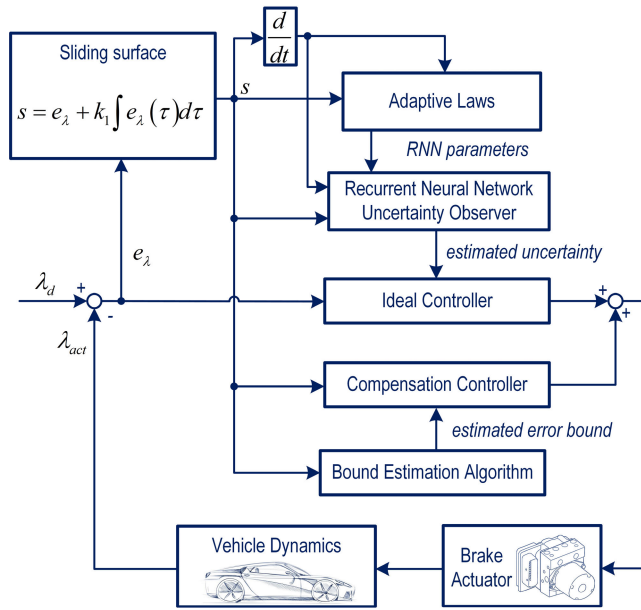 Sliding surface
s = e_λ + k_1 ∫ e_λ (τ) dτ
d
dt
s
Adaptive Laws
RNN parameters
Recurrent Neural Network
Uncertainty Observer
estimated uncertainty
e_λ
λ_d
+
-
λ_act
Ideal Controller
+
+
Compensation Controller
estimated error bound
Bound Estimation Algorithm
Vehicle Dynamics
Brake
Actuator